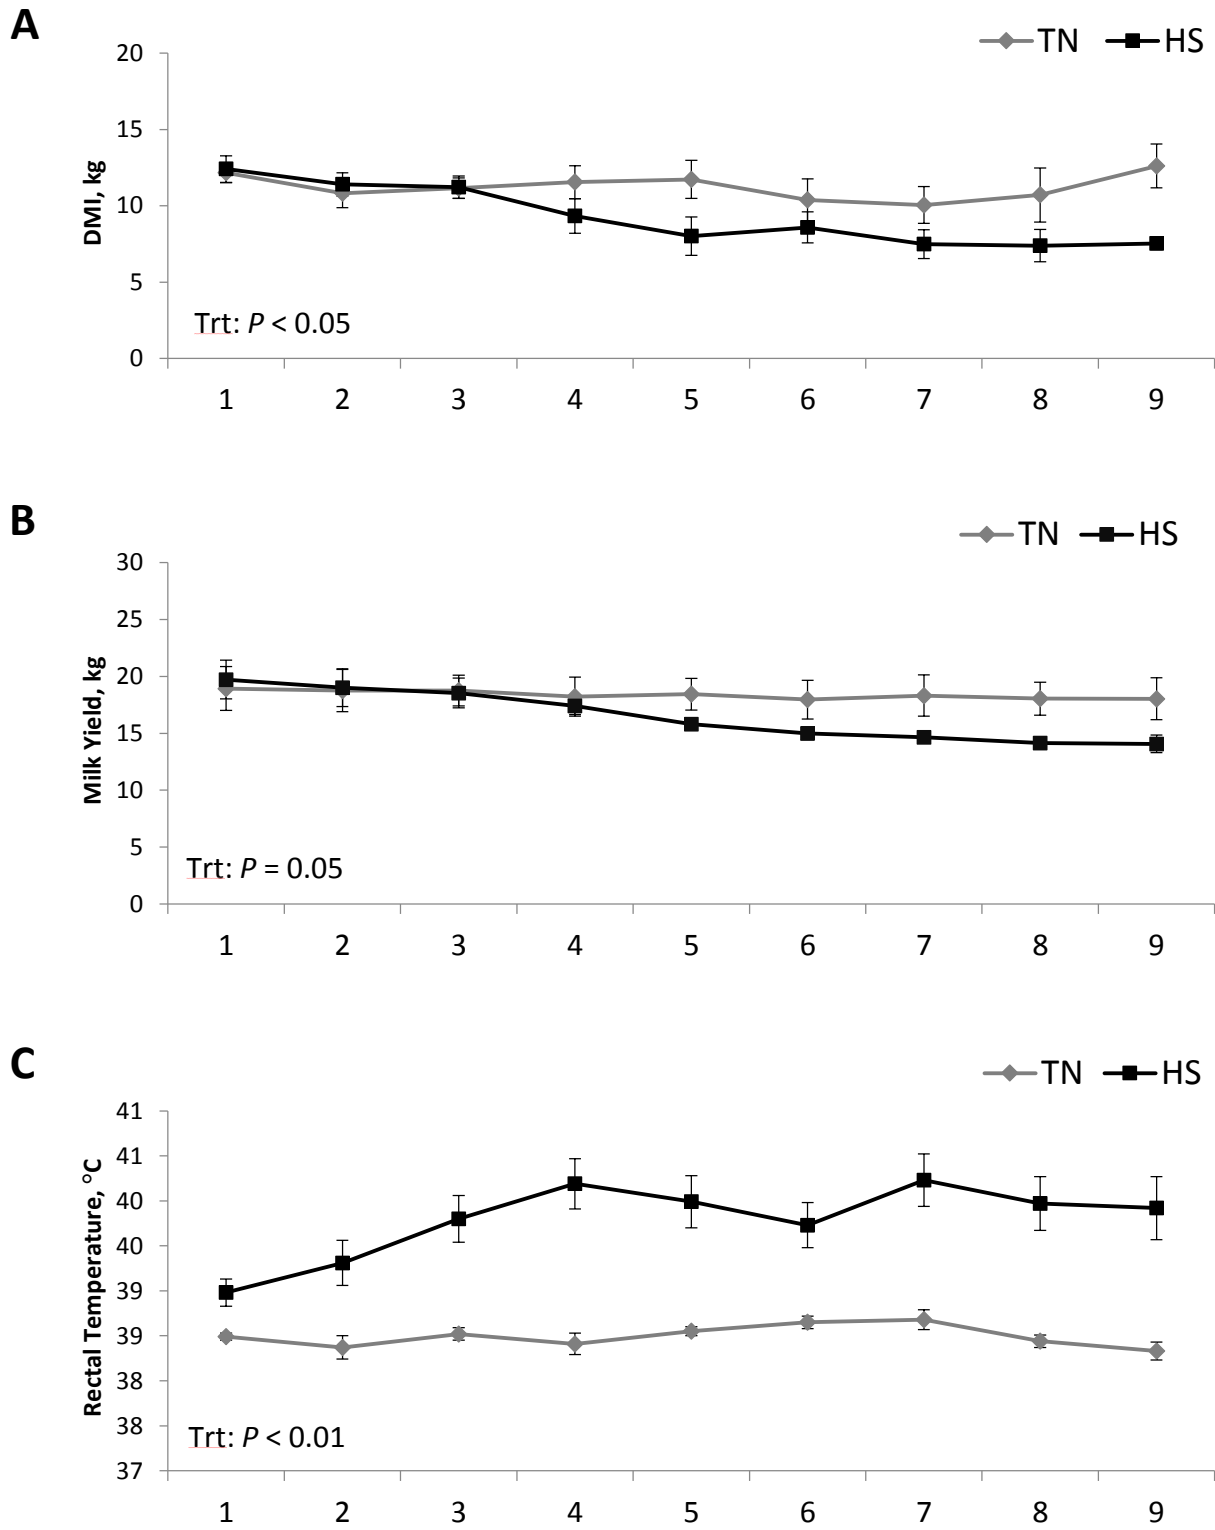 A
TN HS
20
15
10
5
0
DMI, kg
Trt: P < 0.05
1 2 3 4 5 6 7 8 9
B
TN HS
30
25
20
15
10
5
0
Milk Yield, kg
Trt: P = 0.05
1 2 3 4 5 6 7 8 9
C
TN HS
41
41
40
40
39
39
38
38
37
Rectal Temperature, °C
Trt: P < 0.01
1 2 3 4 5 6 7 8 9